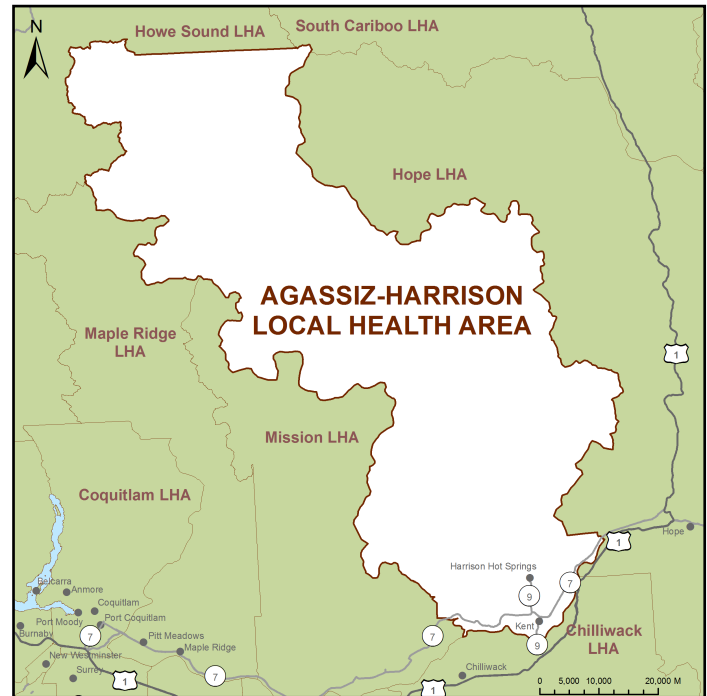 N
Howe Sound LHA
South Cariboo LHA
Hope LHA
AGASSIZ-HARRISON
LOCAL HEALTH AREA
Maple Ridge
LHA
1
Mission LHA
Coquitlam LHA
Hope
1
Harrison Hot Springs
Belcarra
Anmore
7
9
Coquitlam
Port Moody
Port Coquitlam
Kent
Burnaby
7
Pitt Meadows
7
Chilliwack
LHA
9
Maple Ridge
New Westminster
Surrey
1
7
Chilliwack
1
0 5,000 10,000 20,000 M